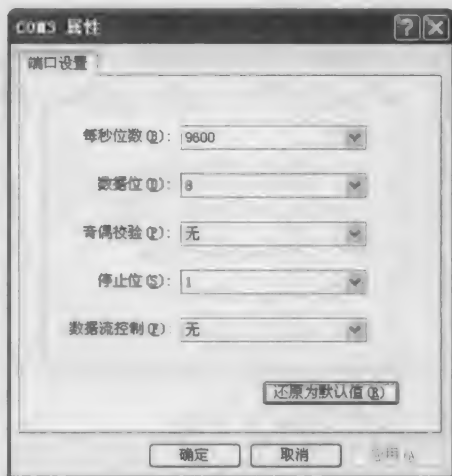 COM3 属性
端口设置
每秒位数(B): 9600
数据位(D): 8
奇偶校验(P): 无
停止位(S): 1
数据流控制(F): 无
还原为默认值(R)
确定 取消